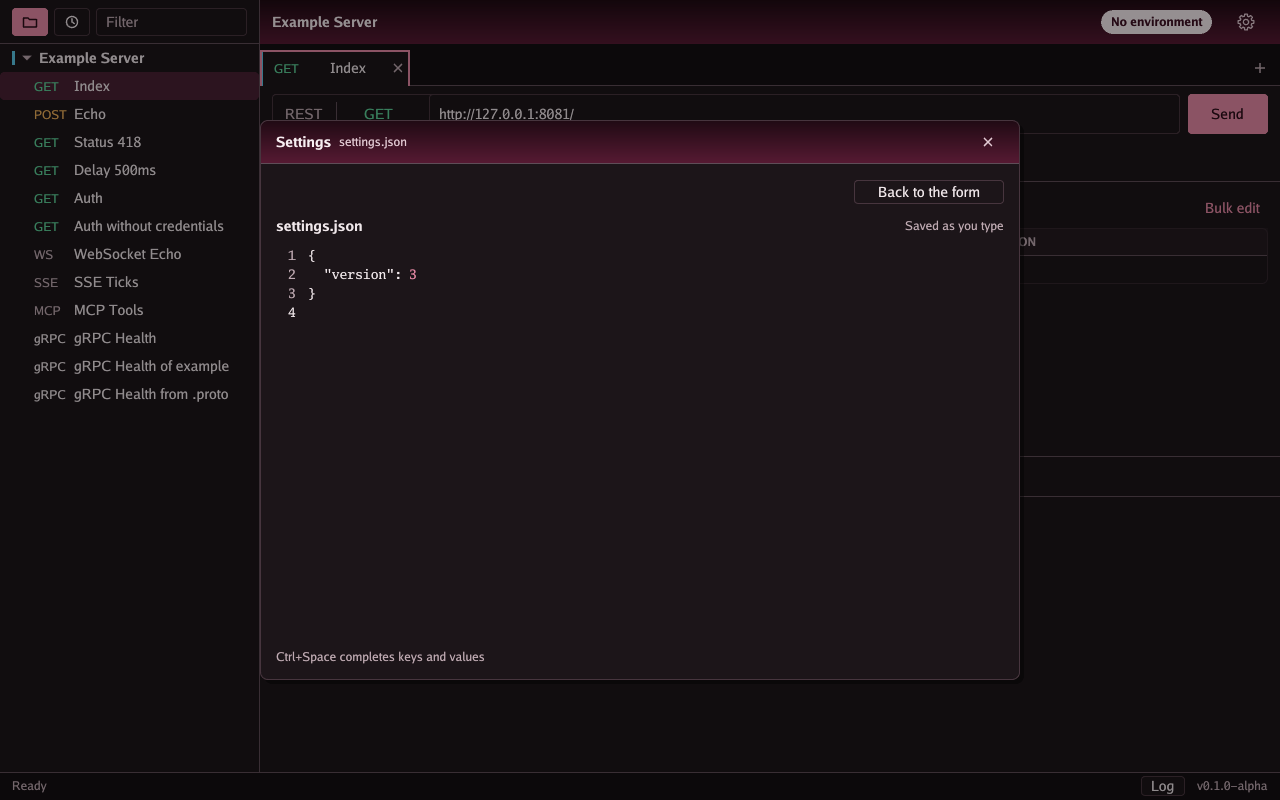 Filter
Example Server
No environment
Example Server
GET Index
POST Echo
GET Status 418
GET Delay 500ms
GET Auth
GET Auth without credentials
WS WebSocket Echo
SSE SSE Ticks
MCP MCP Tools
gRPC gRPC Health
gRPC gRPC Health of example
gRPC gRPC Health from .proto
GET Index
REST GET http://127.0.0.1:8081/ Send
Settings settings.json
Back to the form
Bulk edit
settings.json Saved as you type
ON
1 {
2 "version": 3
3 }
4
Ctrl+Space completes keys and values
Ready
Log v0.1.0-alpha